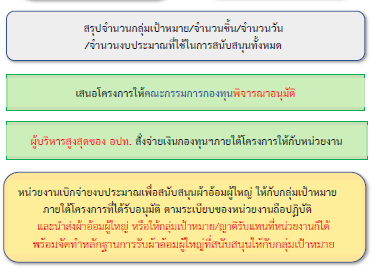 สรุปจำนวนกลุ่มเป้าหมาย/จำนวนชิ้น/จำนวนวัน
/จำนวนงบประมาณที่ใช้ในการสนับสนุนทั้งหมด
เสนอโครงการให้คณะกรรมการกองทุนพิจารณาอนุมัติ
ผู้บริหารสูงสุดของ อปท. สั่งจ่ายเงินกองทุนฯภายใต้โครงการให้กับหน่วยงาน
หน่วยงานเบิกจ่ายงบประมาณเพื่อสนับสนุนผ้าอ้อมผู้ใหญ่ ให้กับกลุ่มเป้าหมาย
ภายใต้โครงการที่ได้รับอนุมัติ ตามระเบียบของหน่วยงานถือปฏิบัติ
และนำส่งผ้าอ้อมผู้ใหญ่ หรือให้กลุ่มเป้าหมาย/ญาติรับแทนที่หน่วยงานก็ได้
พร้อมจัดทำหลักฐานการรับผ้าอ้อมผู้ใหญ่ที่สนับสนุนให้กับกลุ่มเป้าหมาย